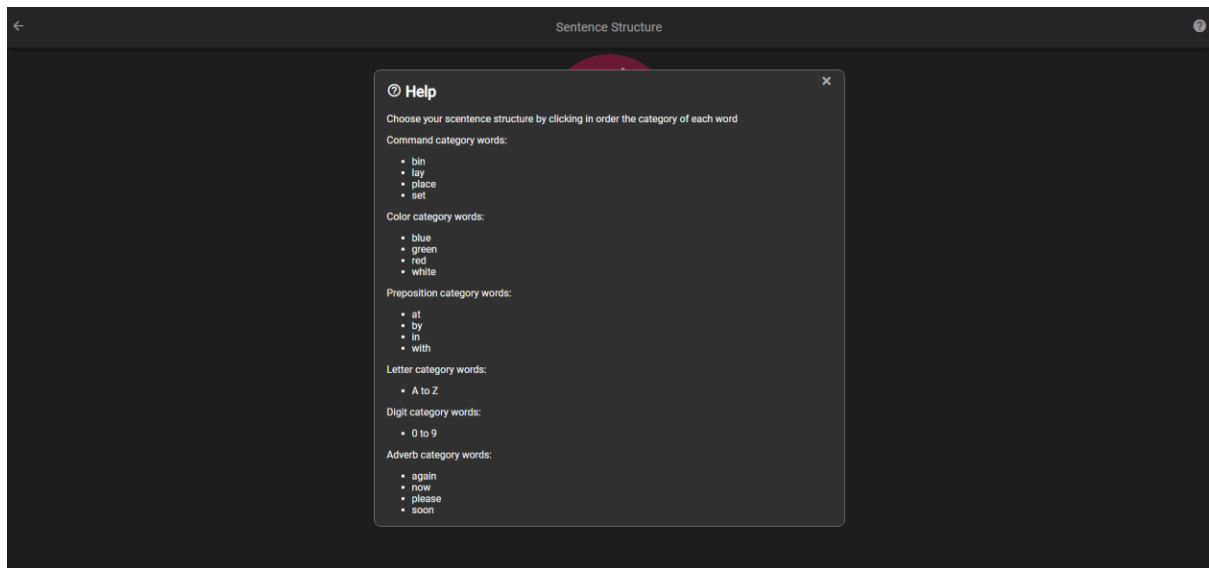 Sentence Structure
Help
Choose your scentence structure by clicking in order the category of each word
Command category words:
• bin
• lay
• place
• set
Color category words:
• blue
• green
• red
• white
Preposition category words:
• at
• by
• in
• with
Letter category words:
• A to Z
Digit category words:
• 0 to 9
Adverb category words:
• again
• now
• please
• soon